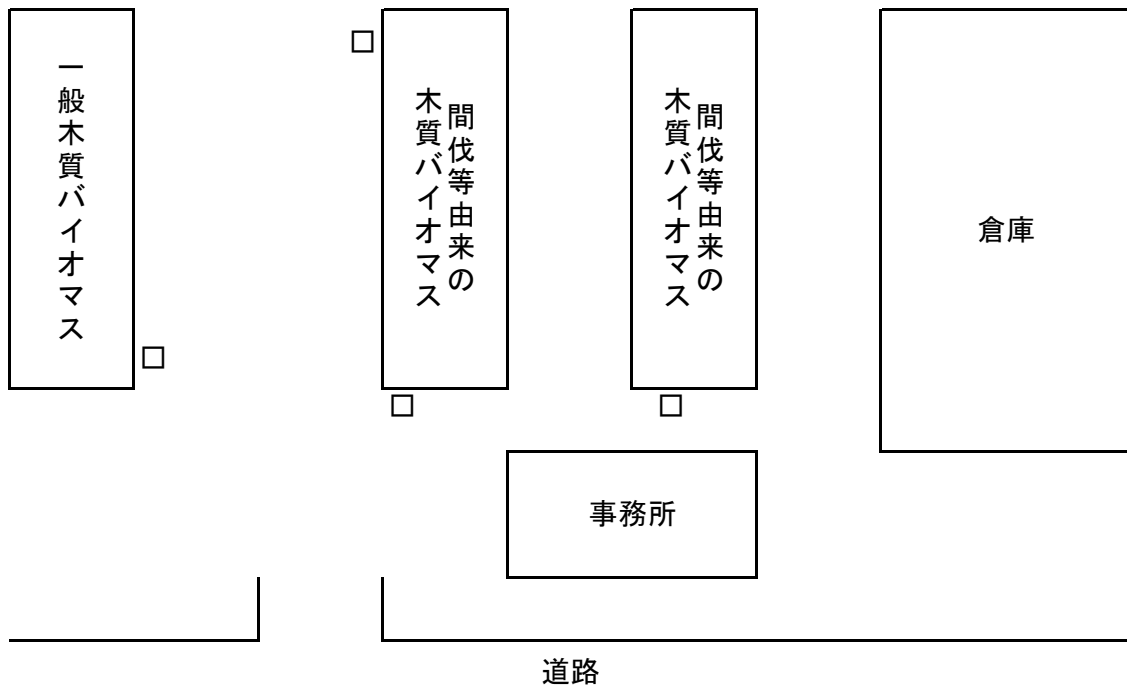 一般木質バイオマス
間伐等由来の
木質バイオマス
間伐等由来の
木質バイオマス
倉庫
事務所
道路